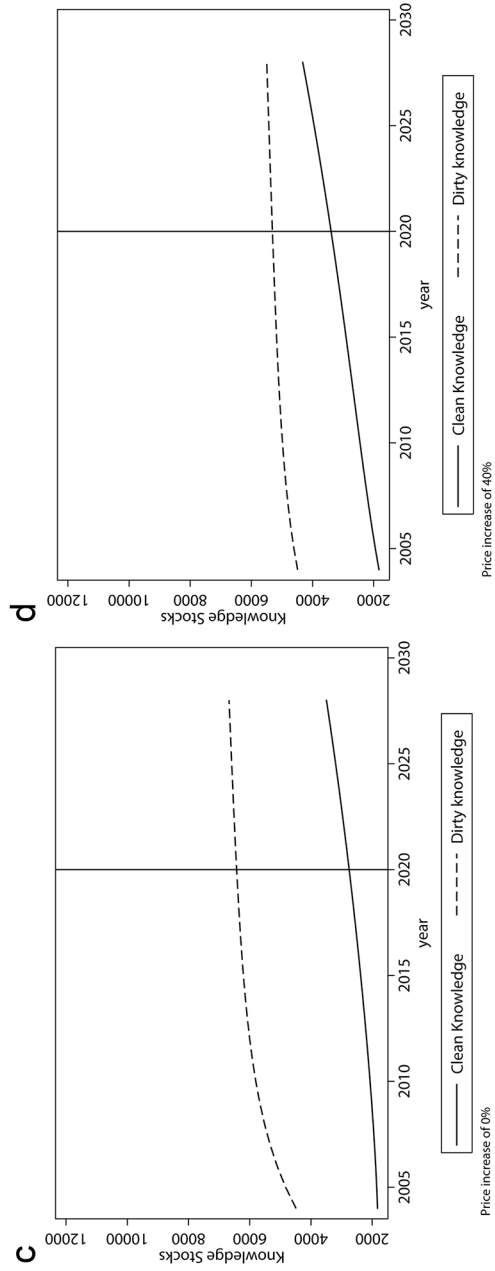 c
Knowledge Stocks
12000
10000
8000
6000
4000
2000
2005 2010 2015 2020 2025 2030
year
Clean Knowledge Dirty knowledge
Price increase of 0%
d
Knowledge Stocks
12000
10000
8000
6000
4000
2000
2005 2010 2015 2020 2025 2030
year
Clean Knowledge Dirty knowledge
Price increase of 40%